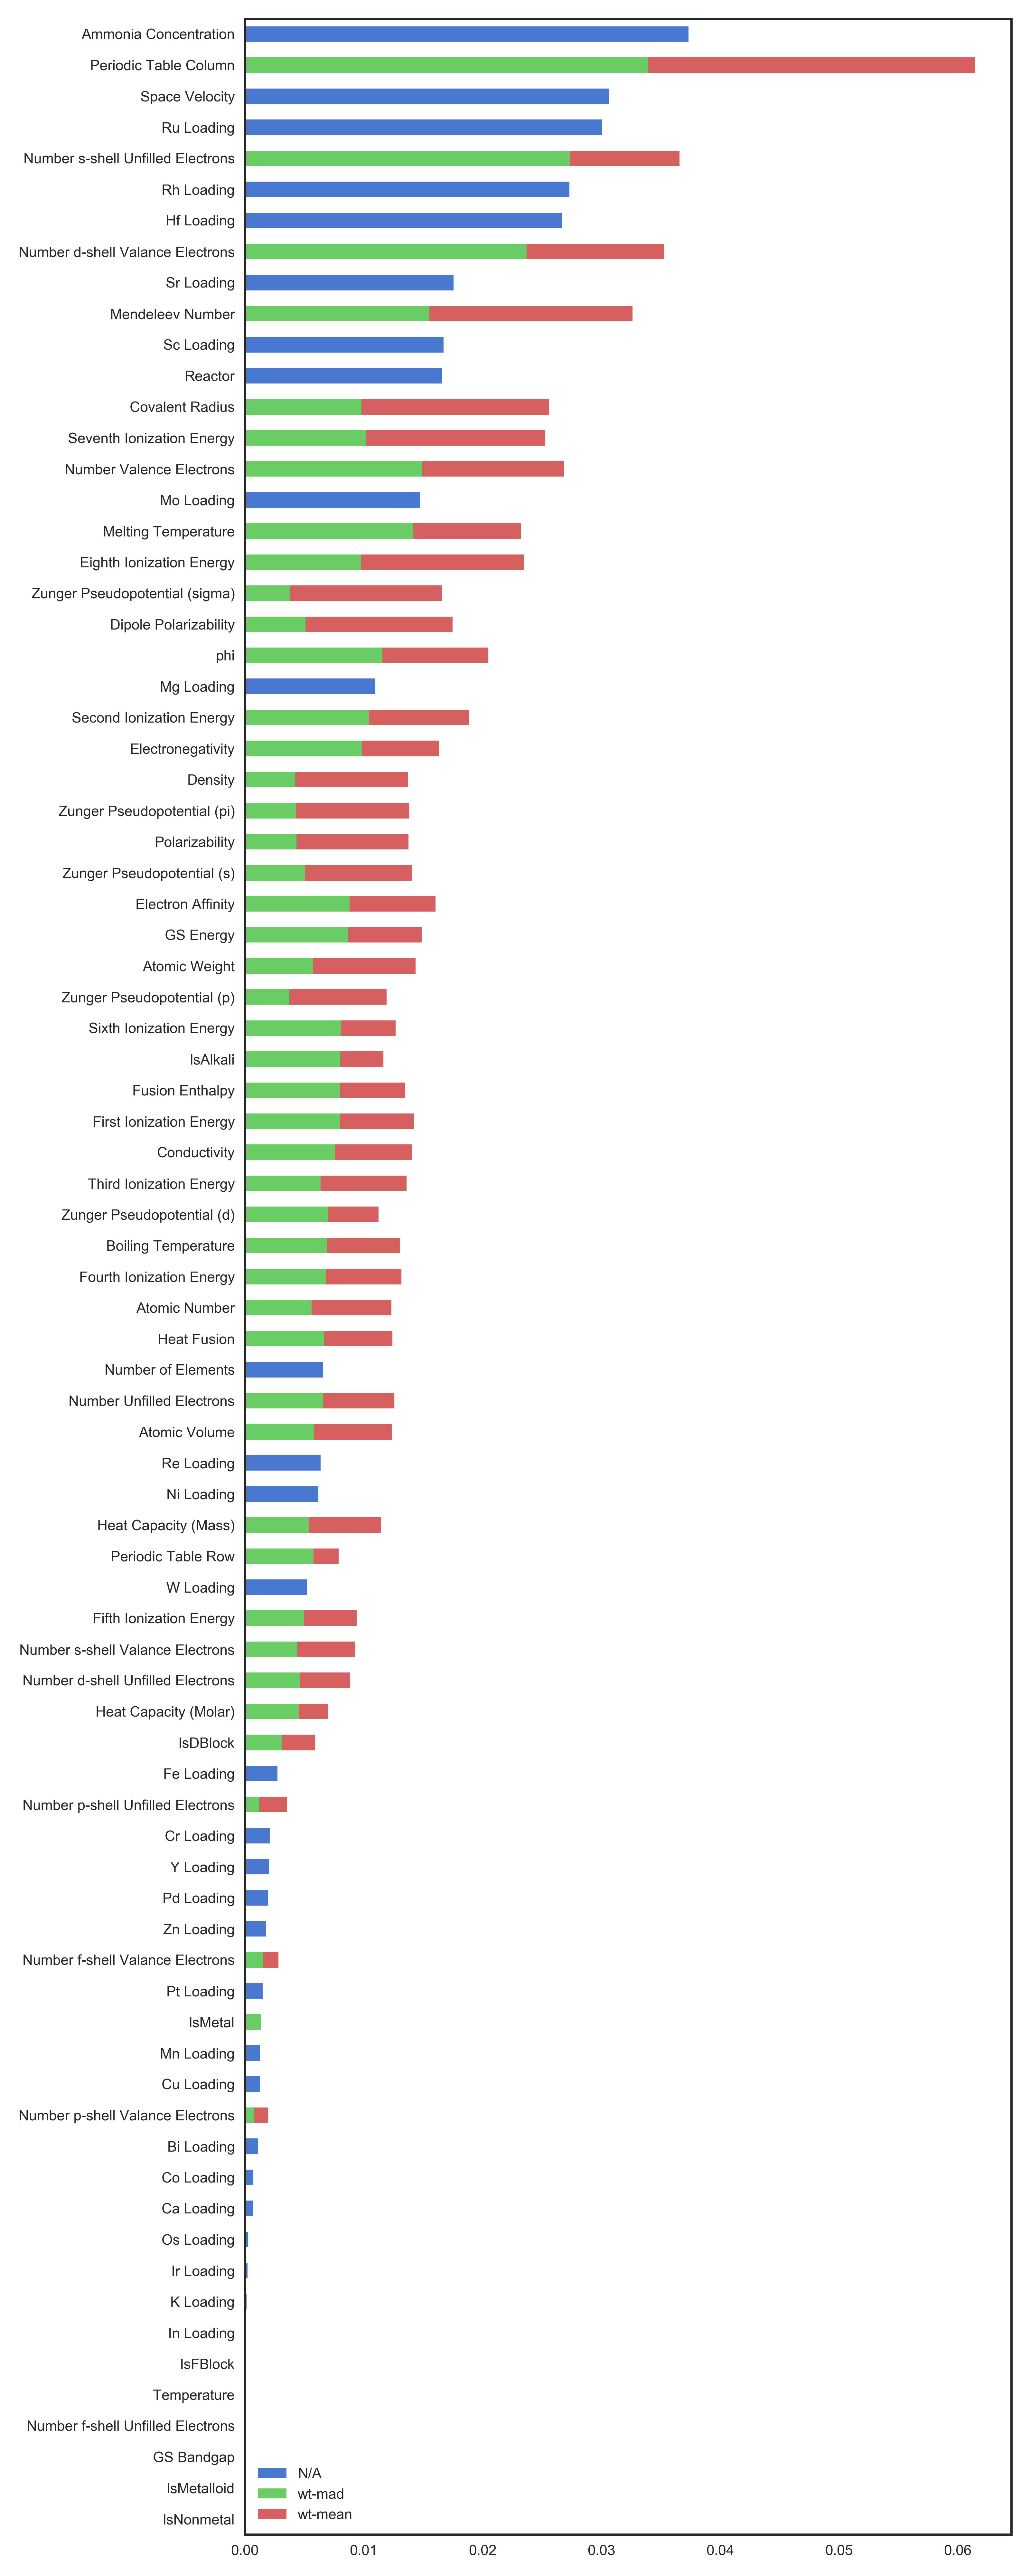 Ammonia Concentration
Periodic Table Column
Space Velocity
Ru Loading
Number s-shell Unfilled Electrons
Rh Loading
Hf Loading
Number d-shell Valance Electrons
Sr Loading
Mendeleev Number
Sc Loading
Reactor
Covalent Radius
Seventh Ionization Energy
Number Valence Electrons
Mo Loading
Melting Temperature
Eighth Ionization Energy
Zunger Pseudopotential (sigma)
Dipole Polarizability
phi
Mg Loading
Second Ionization Energy
Electronegativity
Density
Zunger Pseudopotential (pi)
Polarizability
Zunger Pseudopotential (s)
Electron Affinity
GS Energy
Atomic Weight
Zunger Pseudopotential (p)
Sixth Ionization Energy
IsAlkali
Fusion Enthalpy
First Ionization Energy
Conductivity
Third Ionization Energy
Zunger Pseudopotential (d)
Boiling Temperature
Fourth Ionization Energy
Atomic Number
Heat Fusion
Number of Elements
Number Unfilled Electrons
Atomic Volume
Re Loading
Ni Loading
Heat Capacity (Mass)
Periodic Table Row
W Loading
Fifth Ionization Energy
Number s-shell Valance Electrons
Number d-shell Unfilled Electrons
Heat Capacity (Molar)
IsDBlock
Fe Loading
Number p-shell Unfilled Electrons
Cr Loading
Y Loading
Pd Loading
Zn Loading
Number f-shell Valance Electrons
Pt Loading
IsMetal
Mn Loading
Cu Loading
Number p-shell Valance Electrons
Bi Loading
Co Loading
Ca Loading
Os Loading
Ir Loading
K Loading
In Loading
IsFBlock
Temperature
Number f-shell Unfilled Electrons
GS Bandgap
IsMetalloid
IsNonmetal
N/A
wt-mad
wt-mean
0.00 0.01 0.02 0.03 0.04 0.05 0.06